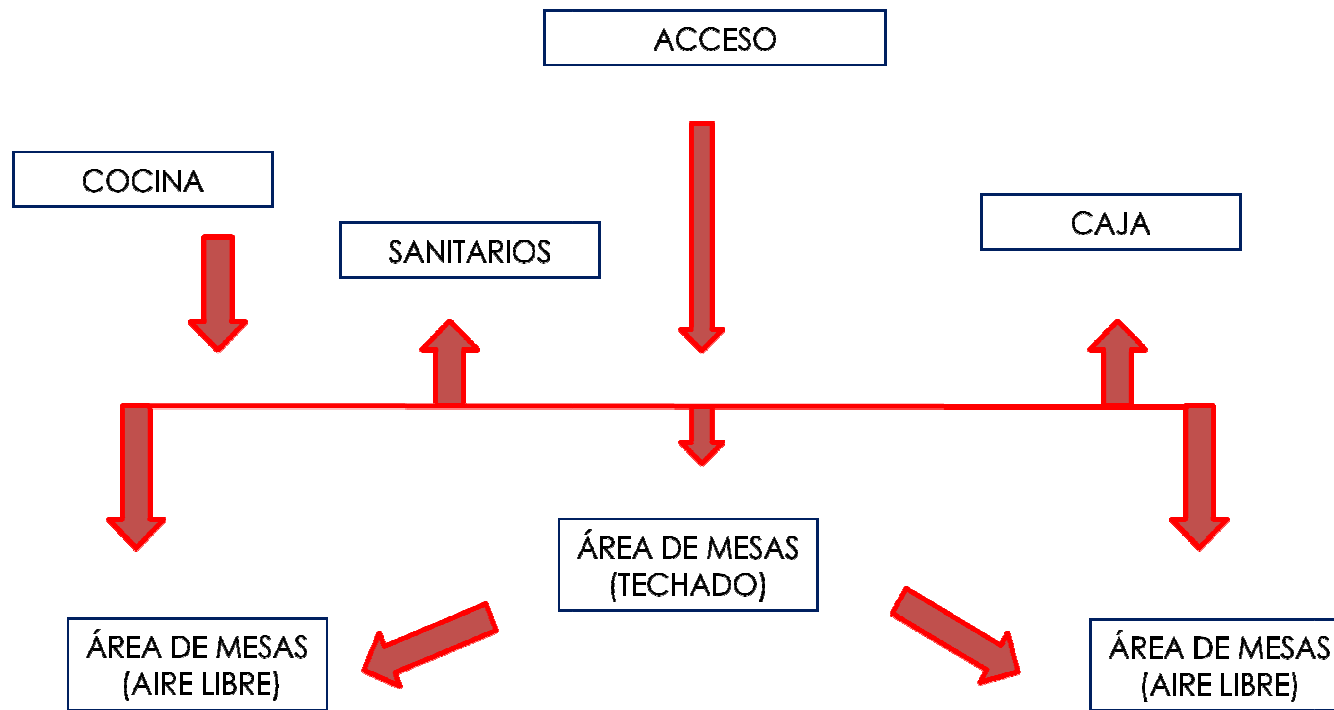 ACCESO
COCINA
SANITARIOS
CAJA
ÁREA DE MESAS
(TECHADO)
ÁREA DE MESAS
(AIRE LIBRE)
ÁREA DE MESAS
(AIRE LIBRE)